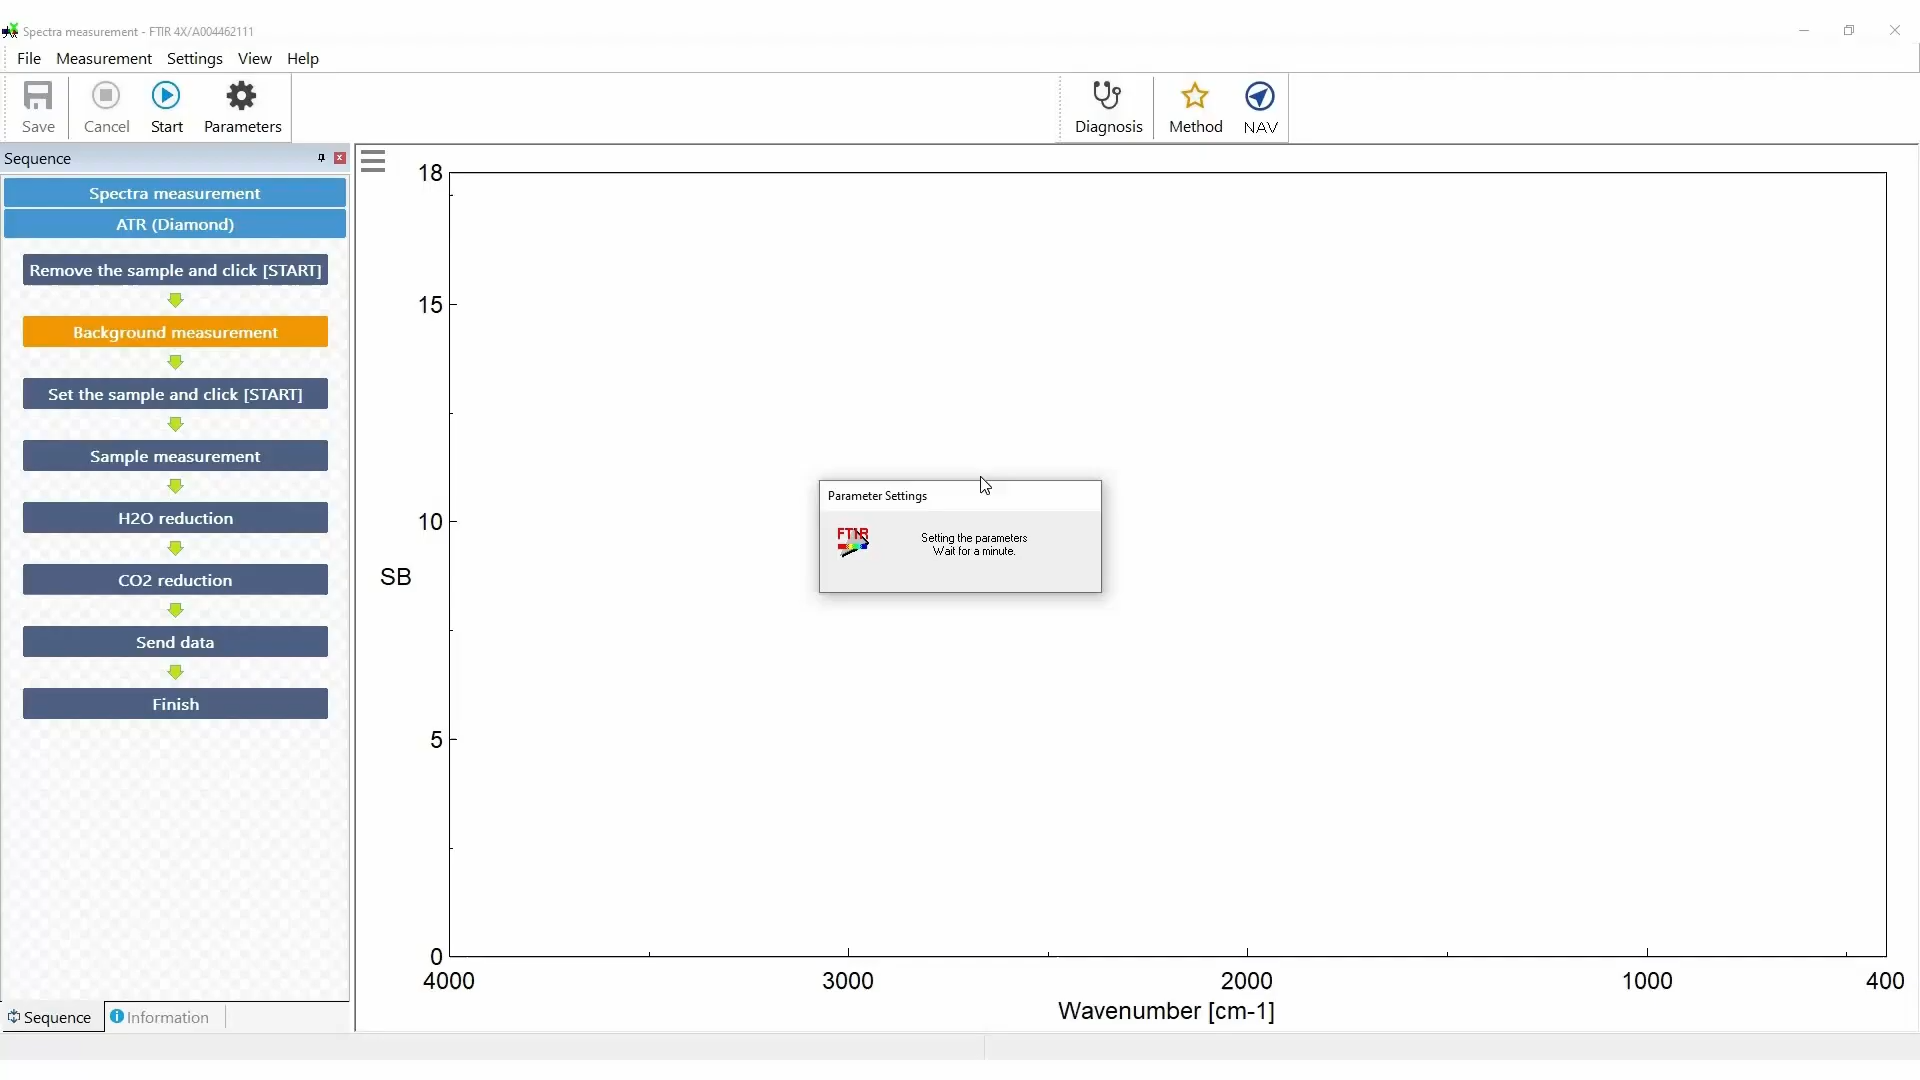 Spectra measurement - FTIR 4X/A004462111
File Measurement Settings View Help
Save Cancel Start Parameters Diagnosis Method NAV
Sequence
Spectra measurement
ATR (Diamond)
Remove the sample and click [START]
Background measurement
Set the sample and click [START]
Sample measurement
H2O reduction
CO2 reduction
Send data
Finish
Sequence Information
18
15
10
5
0
SB
4000 3000 2000 1000 400
Wavenumber [cm-1]
Parameter Settings
FTIR
Setting the parameters
Wait for a minute.